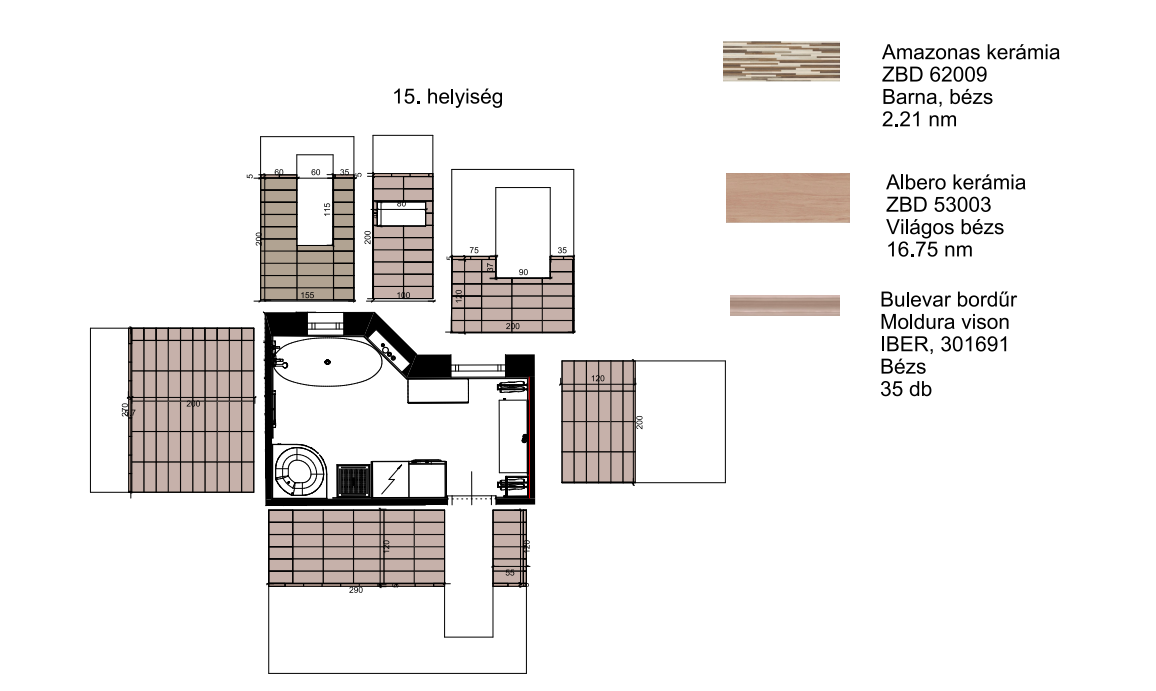 15. helyiség
Amazonas kerámia
ZBD 62009
Barna, bézs
2.21 nm
Albero kerámia
ZBD 53003
Világos bézs
16.75 nm
Bulevar bordűr
Moldura vison
IBER, 301691
Bézs
35 db
5
60
60
35
115
200
155
5
80
200
100
75
35
5
37
90
120
200
270
200
120
200
120
290
120
55